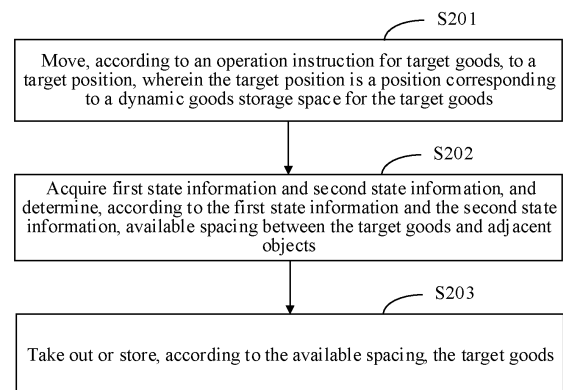 S201
Move, according to an operation instruction for target goods, to a
target position, wherein the target position is a position corresponding
to a dynamic goods storage space for the target goods
S202
Acquire first state information and second state information, and
determine, according to the first state information and the second state
information, available spacing between the target goods and adjacent
objects
S203
Take out or store, according to the available spacing, the target goods